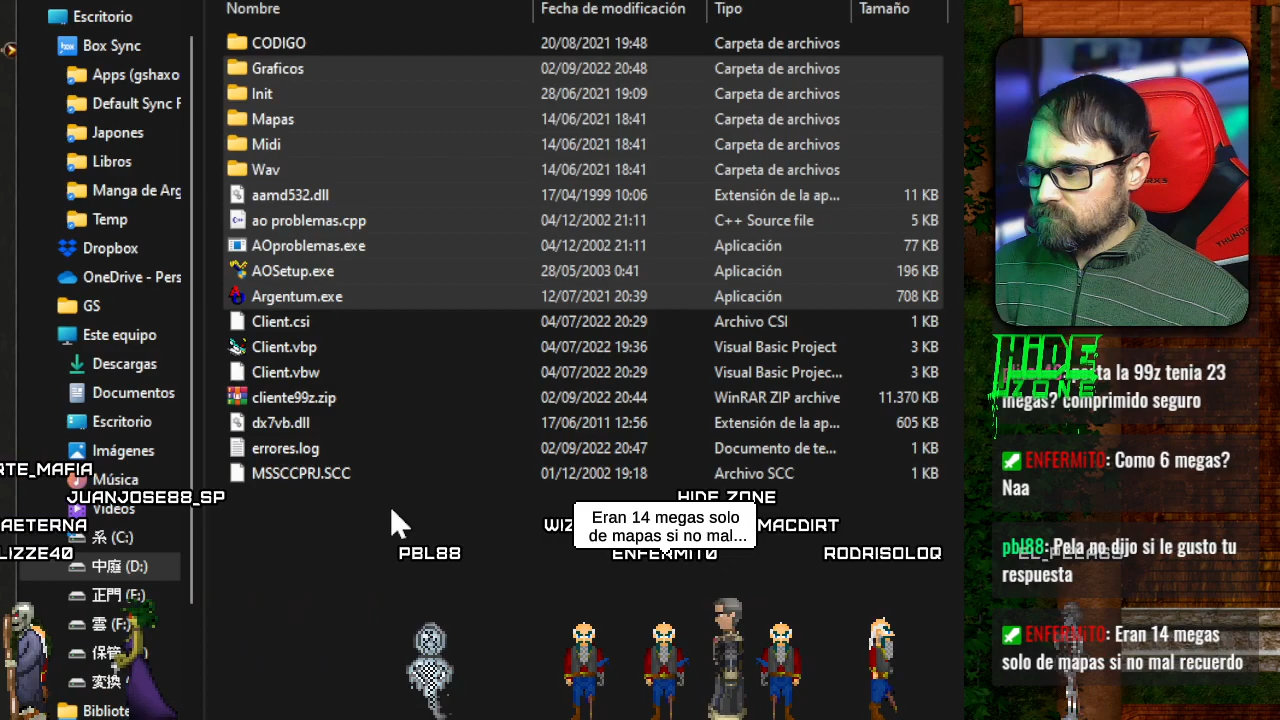 Nombre Fecha de modificación Tipo Tamaño
Escritorio
Box Sync
Apps (gshaxo
Default Sync F
Japones
Libros
Manga de Arg
Temp
Dropbox
OneDrive - Pers
GS
Este equipo
Descargas
Documentos
Escritorio
Imágenes
Música
Videos
系 (C:)
中庭 (D:)
正門 (E:)
雲 (F:)
保管
変換
Bibliote
CODIGO 20/08/2021 19:48 Carpeta de archivos
Graficos 02/09/2022 20:48 Carpeta de archivos
Init 28/06/2021 19:09 Carpeta de archivos
Mapas 14/06/2021 18:41 Carpeta de archivos
Midi 14/06/2021 18:41 Carpeta de archivos
Wav 14/06/2021 18:41 Carpeta de archivos
aamd532.dll 17/04/1999 10:06 Extensión de la ap... 11 KB
ao problemas.cpp 04/12/2002 21:11 C++ Source file 5 KB
AOproblemas.exe 04/12/2002 21:11 Aplicación 77 KB
AOSetup.exe 28/05/2003 0:41 Aplicación 196 KB
Argentum.exe 12/07/2021 20:39 Aplicación 708 KB
Client.csi 04/07/2022 20:29 Archivo CSI 1 KB
Client.vbp 04/07/2022 19:36 Visual Basic Project 3 KB
Client.vbw 04/07/2022 20:29 Visual Basic Projec... 3 KB
cliente99z.zip 02/09/2022 20:44 WinRAR ZIP archive 11.370 KB
dx7vb.dll 17/06/2011 12:56 Extensión de la ap... 605 KB
errores.log 02/09/2022 20:47 Documento de te... 1 KB
MSSCCPRJ.SCC 01/12/2002 19:18 Archivo SCC 1 KB
RTE_MAFIA
JUANJOSE88_SP
AETERNA
LIZZE40
PBL88
HIDE ZONE
WIZ
MACDIRT
Eran 14 megas solo
de mapas si no mal...
ENFERMIT0
RODRISOLOQ
HIDE
ZONE
la 99z tenia 23
megas? comprimido seguro
ENFERMiTO: Como 6 megas?
Naa
pbl88: Pela no dijo si le gusto tu
respuesta
ENFERMiTO: Eran 14 megas
solo de mapas si no mal recuerdo